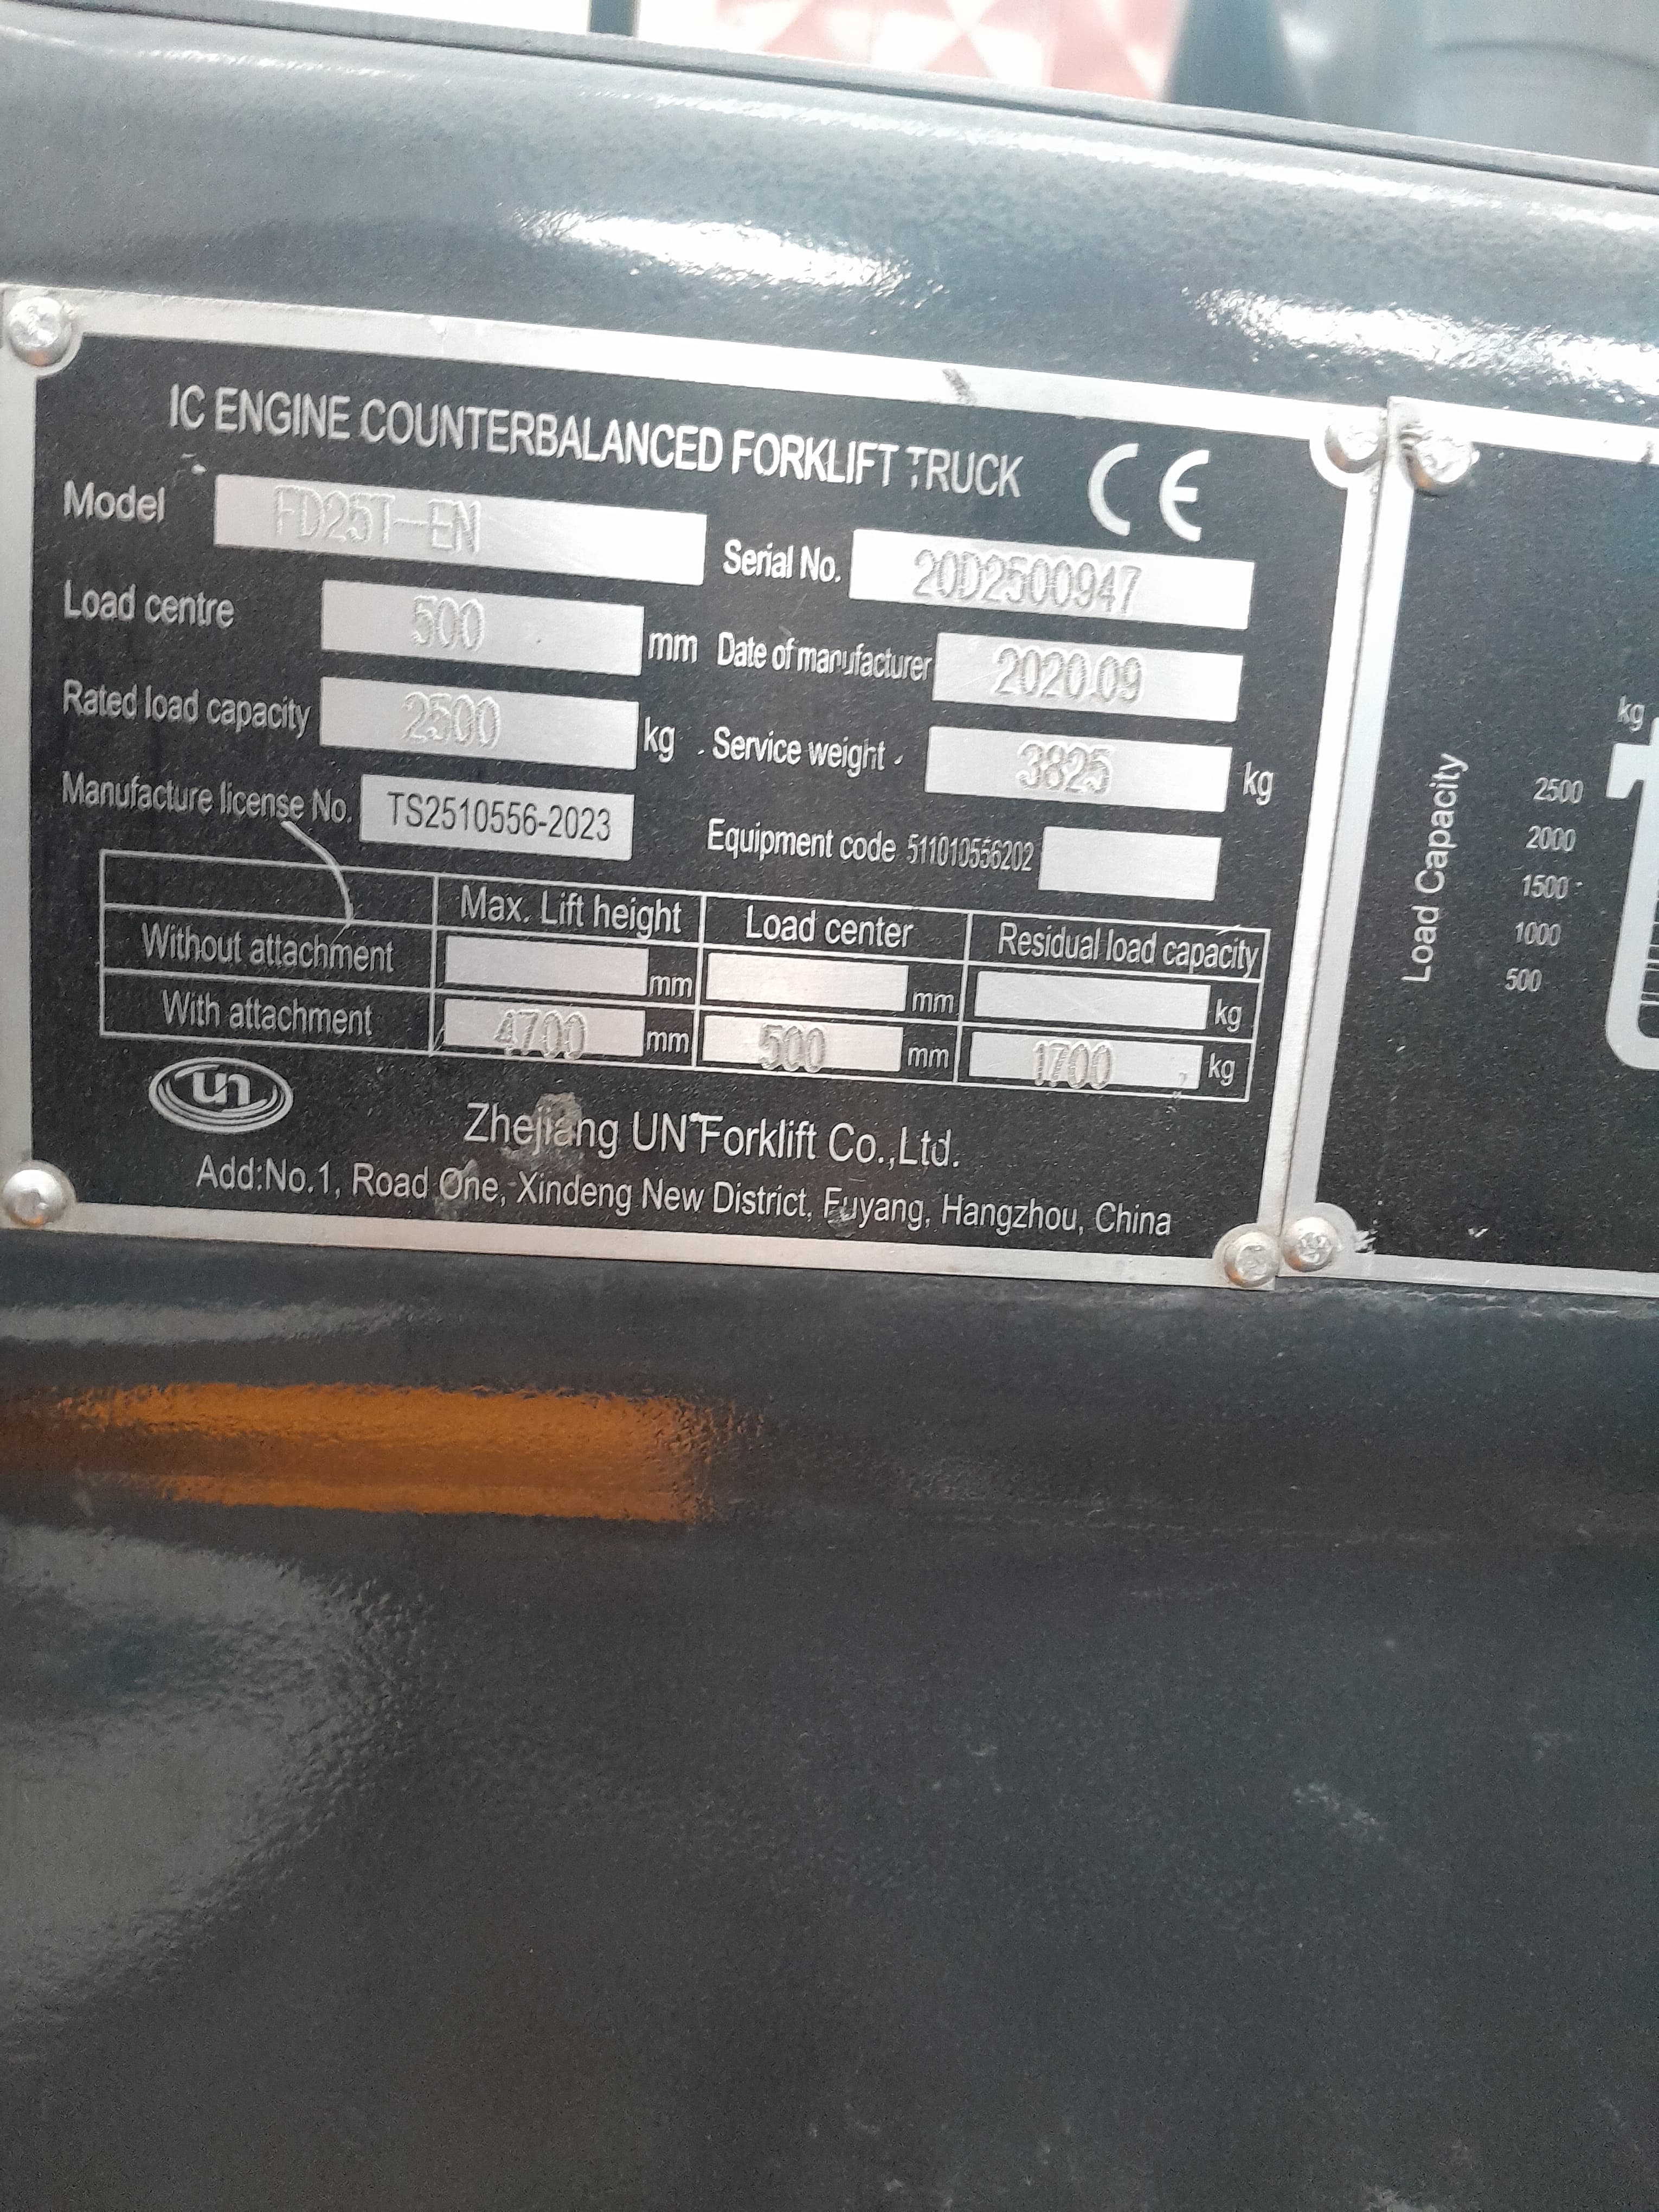 IC ENGINE COUNTERBALANCED FORKLIFT TRUCK CE
Model FD25T-EN Serial No. 20D2500947
Load centre 500 mm Date of manufacturer 2020.09
Rated load capacity 2500 kg Service weight 3825 kg
Manufacture license No. TS2510556-2023 Equipment code 511010556202
Max. Lift height Load center Residual load capacity
Without attachment mm mm kg
With attachment 4700 mm 500 mm 1700 kg
un
Zhejiang UN Forklift Co.,Ltd.
Add:No.1, Road One, Xindeng New District, Fuyang, Hangzhou, China
kg
Load Capacity
2500
2000
1500
1000
500